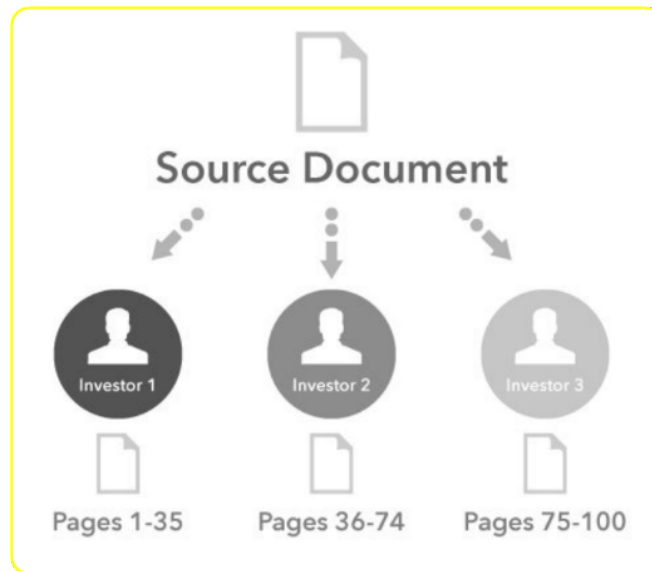 Source Document
Investor 1
Investor 2
Investor 3
Pages 1-35
Pages 36-74
Pages 75-100